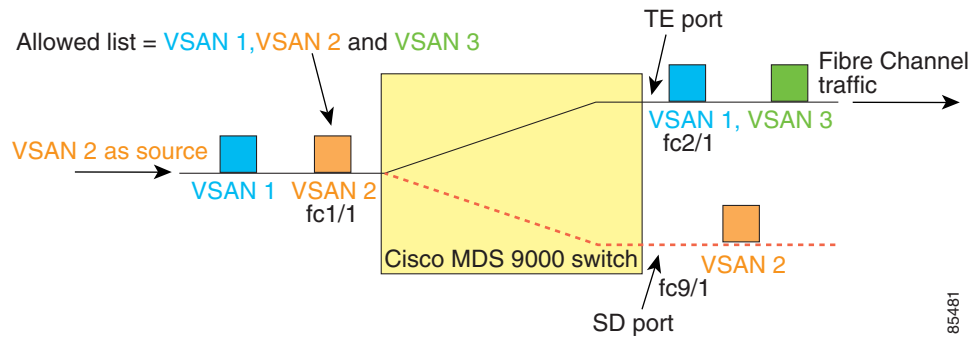 TE port
Allowed list = VSAN 1,VSAN 2 and VSAN 3
Fibre Channel
traffic
VSAN 2 as source
VSAN 1
VSAN 2
fc1/1
VSAN 1, VSAN 3
fc2/1
Cisco MDS 9000 switch
VSAN 2
fc9/1
SD port
85481